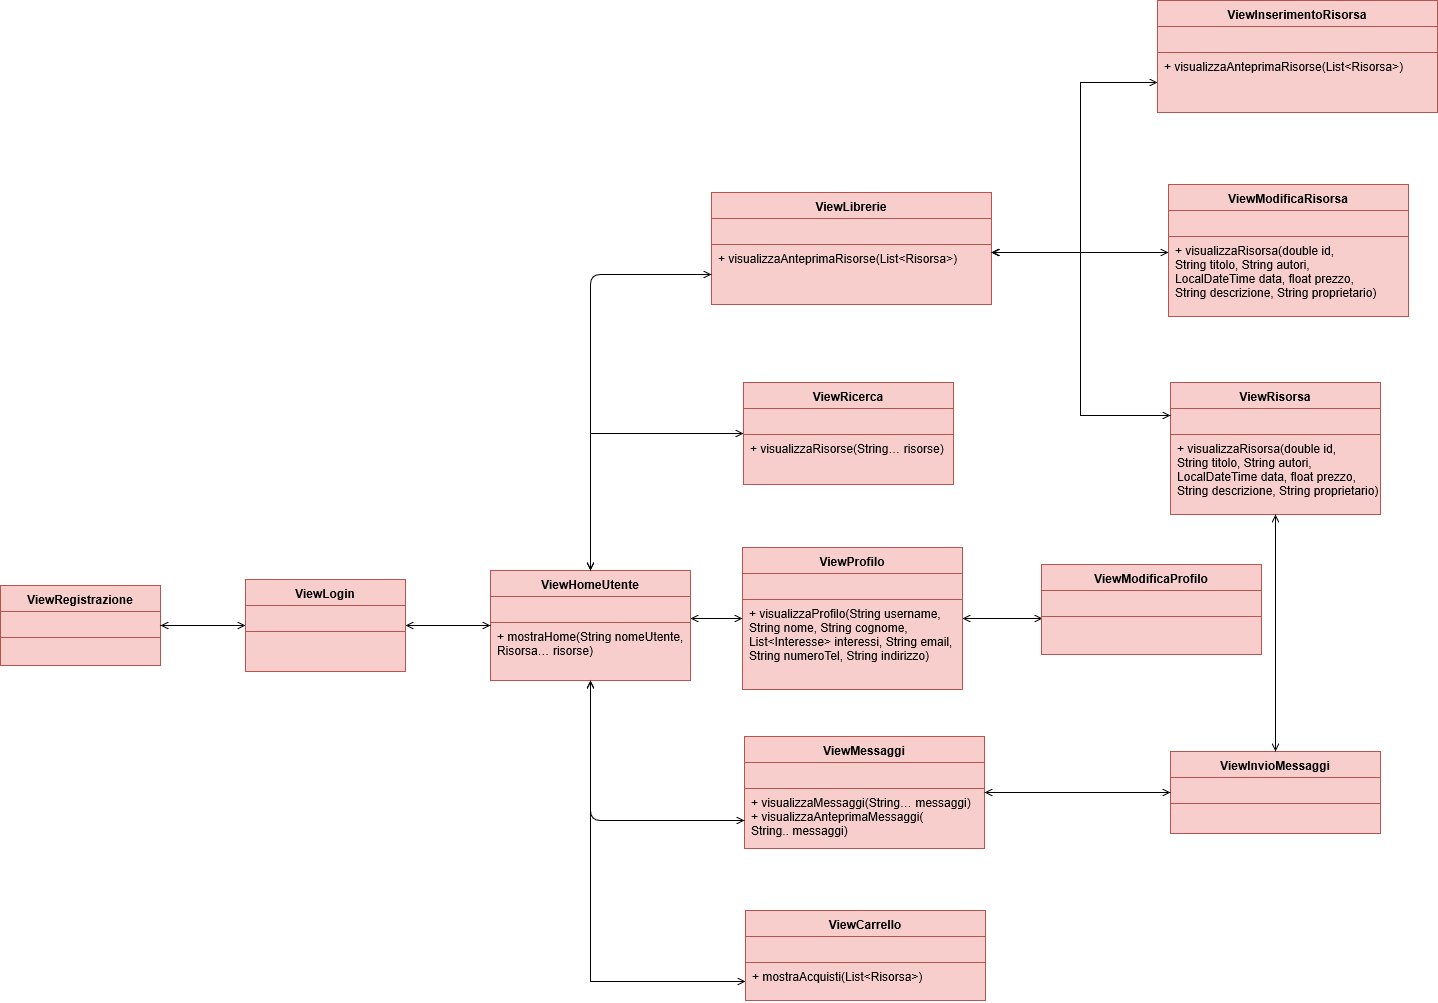 ViewInserimentoRisorsa
+ visualizzaAnteprimaRisorse(List<Risorsa>)
ViewLibrerie
+ visualizzaAnteprimaRisorse(List<Risorsa>)
ViewModificaRisorsa
+ visualizzaRisorsa(double id,
String titolo, String autori,
LocalDateTime data, float prezzo,
String descrizione, String proprietario)
ViewRicerca
+ visualizzaRisorse(String... risorse)
ViewRisorsa
+ visualizzaRisorsa(double id,
String titolo, String autori,
LocalDateTime data, float prezzo,
String descrizione, String proprietario)
ViewRegistrazione
ViewLogin
ViewHomeUtente
+ mostraHome(String nomeUtente,
Risorsa... risorse)
ViewProfilo
+ visualizzaProfilo(String username,
String nome, String cognome,
List<Interesse> interessi, String email,
String numeroTel, String indirizzo)
ViewModificaProfilo
ViewMessaggi
+ visualizzaMessaggi(String... messaggi)
+ visualizzaAnteprimaMessaggi(
String.. messaggi)
ViewInvioMessaggi
ViewCarrello
+ mostraAcquisti(List<Risorsa>)